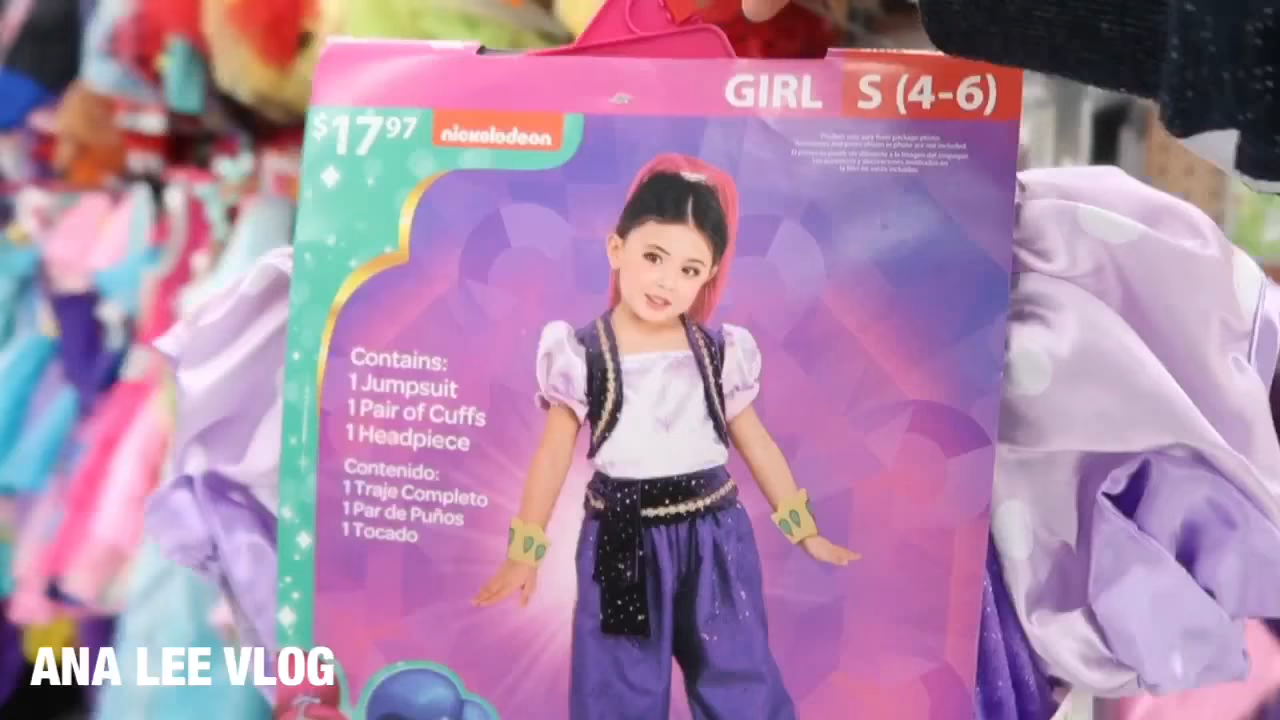 GIRL S (4-6)
$17.97
nickelodeon
Contains:
1 Jumpsuit
1 Pair of Cuffs
1 Headpiece
Contenido:
1 Traje Completo
1 Par de Puños
1 Tocado
ANA LEE VLOG